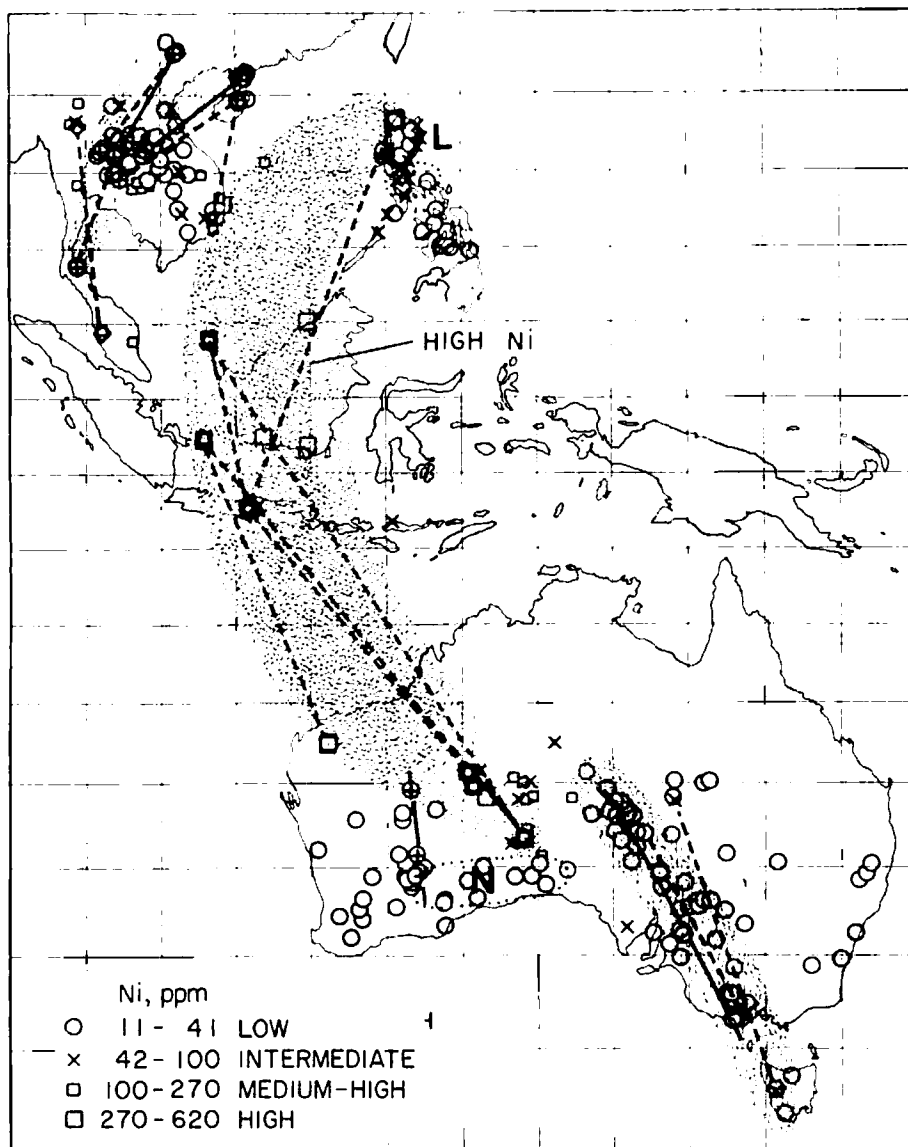 L
HIGH Ni
N
Ni, ppm
11 - 41 LOW
42 - 100 INTERMEDIATE
100 - 270 MEDIUM-HIGH
270 - 620 HIGH